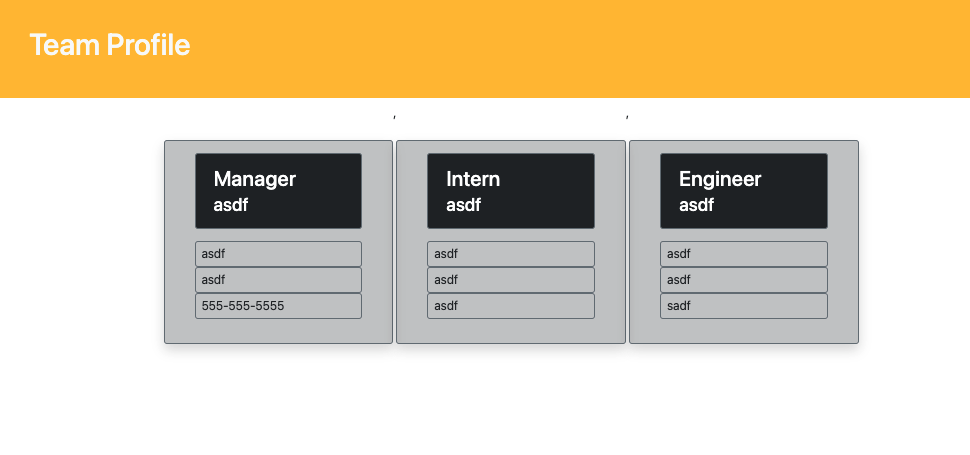 Team Profile
, ,
Manager
asdf
asdf
asdf
555-555-5555
Intern
asdf
asdf
asdf
asdf
Engineer
asdf
asdf
asdf
sadf